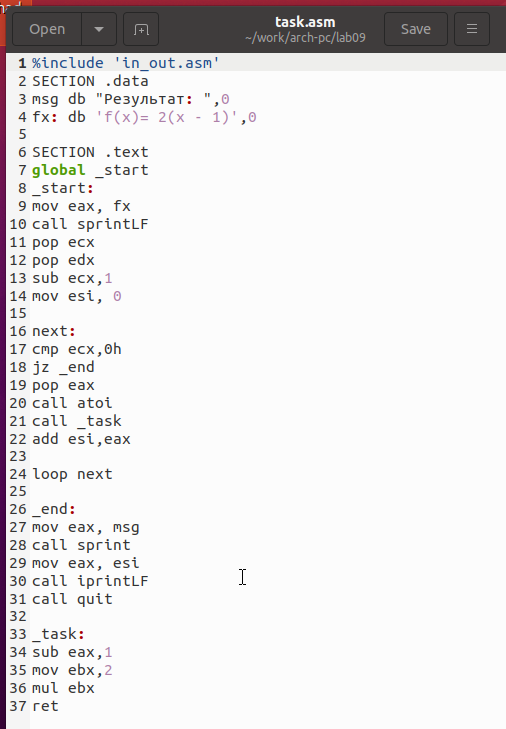 Open
task.asm
~/work/arch-pc/lab09
Save
1 %include 'in_out.asm'
2 SECTION .data
3 msg db "Результат: ",0
4 fx: db 'f(x)= 2(x - 1)',0
5
6 SECTION .text
7 global _start
8 _start:
9 mov eax, fx
10 call sprintLF
11 pop ecx
12 pop edx
13 sub ecx,1
14 mov esi, 0
15
16 next:
17 cmp ecx,0h
18 jz _end
19 pop eax
20 call atoi
21 call _task
22 add esi,eax
23
24 loop next
25
26 _end:
27 mov eax, msg
28 call sprint
29 mov eax, esi
30 call iprintLF
31 call quit
32
33 _task:
34 sub eax,1
35 mov ebx,2
36 mul ebx
37 ret